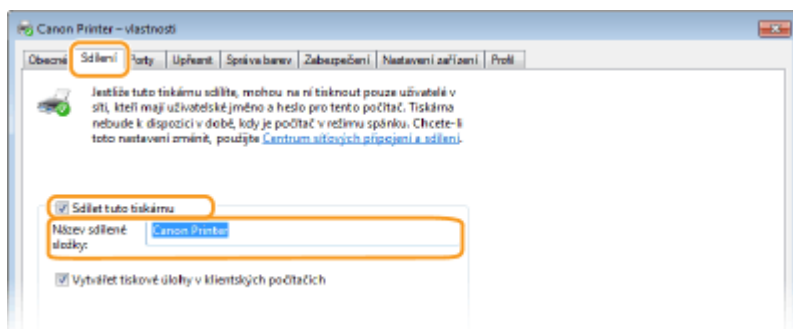 Canon Printer – vlastnosti
Obecné Sdílení Porty Upřesnit Správa barev Zabezpečení Nastavení zařízení Profil
Jestliže tuto tiskárnu sdílíte, mohou na ní tisknout pouze uživatelé v
síti, kteří mají uživatelské jméno a heslo pro tento počítač. Tiskárna
nebude k dispozici v době, kdy je počítač v režimu spánku. Chcete-li
toto nastavení změnit, použijte Centrum síťových připojení a sdílení.
Sdílet tuto tiskárnu
Název sdílené složky: Canon Printer
Vytvářet tiskové úlohy v klientských počítačích